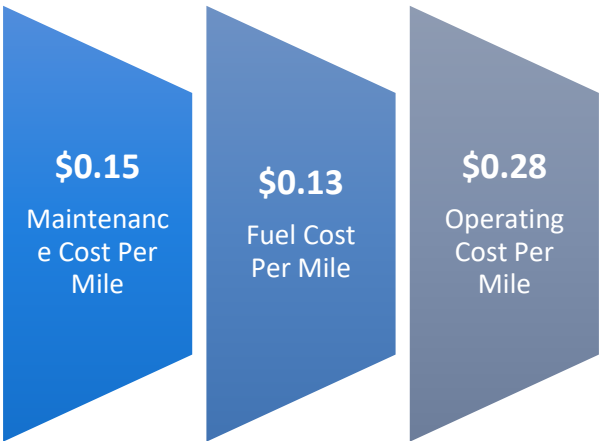 $0.15
Maintenanc
e Cost Per
Mile
$0.13
Fuel Cost
Per Mile
$0.28
Operating
Cost Per
Mile